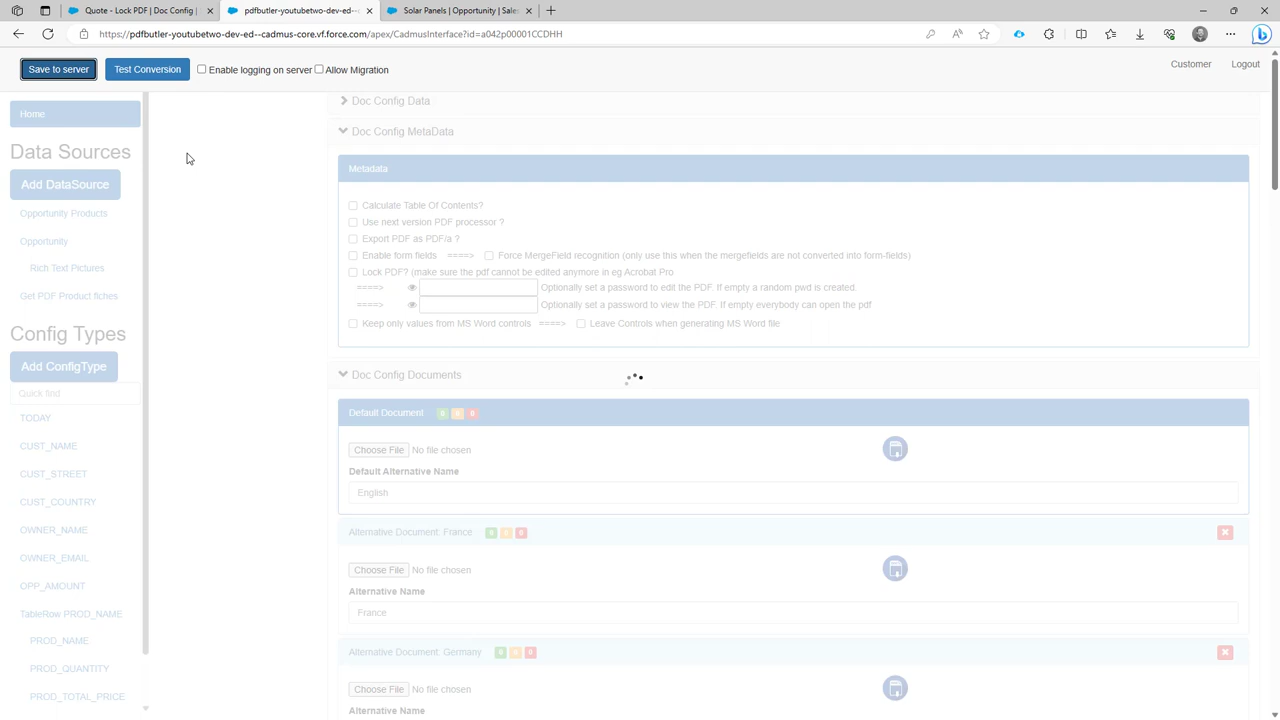 Quote - Lock PDF | Doc Config |
pdfbutler-youtubetwo-dev-ed--
Solar Panels | Opportunity | Sales
https://pdfbutler-youtubetwo-dev-ed--cadmus-core.vf.force.com/apex/CadmusInterface?id=a042p00001CCDHH
Save to server
Test Conversion
Enable logging on server
Allow Migration
Customer
Logout
Home
Data Sources
Add DataSource
Opportunity Products
Opportunity
Rich Text Pictures
Get PDF Product fiches
Config Types
Add ConfigType
Quick find
TODAY
CUST_NAME
CUST_STREET
CUST_COUNTRY
OWNER_NAME
OWNER_EMAIL
OPP_AMOUNT
TableRow PROD_NAME
PROD_NAME
PROD_QUANTITY
PROD_TOTAL_PRICE
Doc Config Data
Doc Config MetaData
Metadata
Calculate Table Of Contents?
Use next version PDF processor ?
Export PDF as PDF/a ?
Enable form fields ====> Force MergeField recognition (only use this when the mergefields are not converted into form-fields)
Lock PDF? (make sure the pdf cannot be edited anymore in eg Acrobat Pro
====> Optionally set a password to edit the PDF. If empty a random pwd is created.
====> Optionally set a password to view the PDF. If empty everybody can open the pdf
Keep only values from MS Word controls ====> Leave Controls when generating MS Word file
Doc Config Documents
Default Document 0 0 0
Choose File No file chosen
Default Alternative Name
English
Alternative Document: France 0 0 0
Choose File No file chosen
Alternative Name
France
Alternative Document: Germany 0 0 0
Choose File No file chosen
Alternative Name